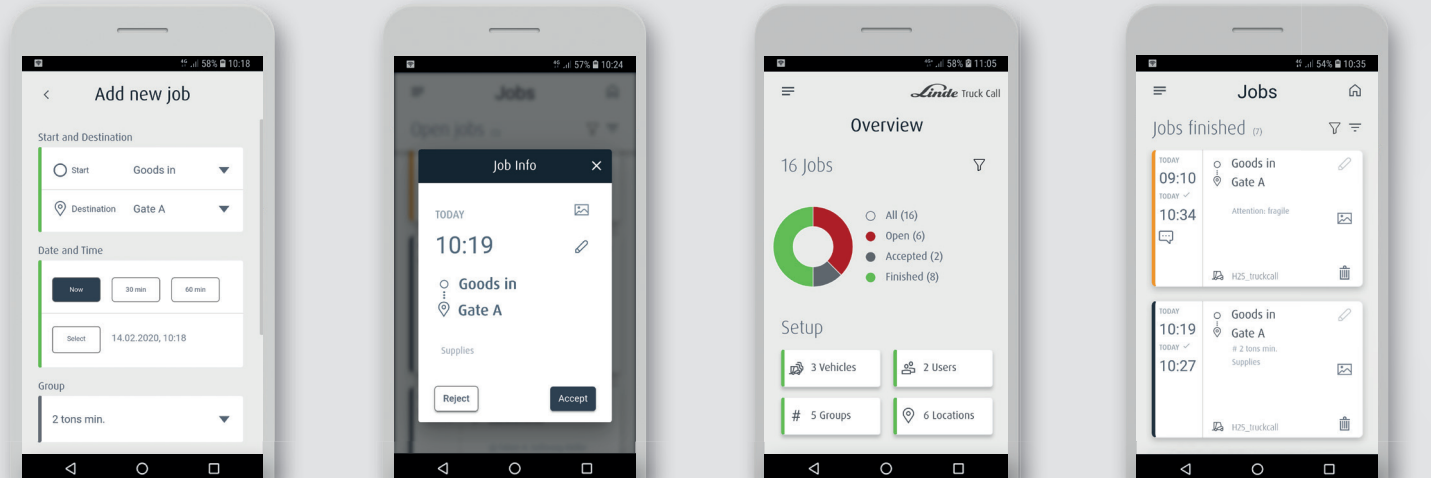 58% 10:18
Add new job
Start and Destination
Start Goods in
Destination Gate A
Date and Time
Now 30 min 60 min
Select 14.02.2020, 10:18
Group
2 tons min.
57% 10:24
Jobs
Open jobs
Job Info
TODAY
10:19
Goods in
Gate A
Supplies
Reject Accept
58% 11:05
Linde Truck Call
Overview
16 Jobs
All (16)
Open (6)
Accepted (2)
Finished (8)
Setup
3 Vehicles 2 Users
# 5 Groups 6 Locations
54% 10:35
Jobs
Jobs finished (7)
TODAY
09:10
TODAY
10:34
Goods in
Gate A
Attention: fragile
H25_truckcall
TODAY
10:19
TODAY
10:27
Goods in
Gate A
# 2 tons min.
Supplies
H25_truckcall